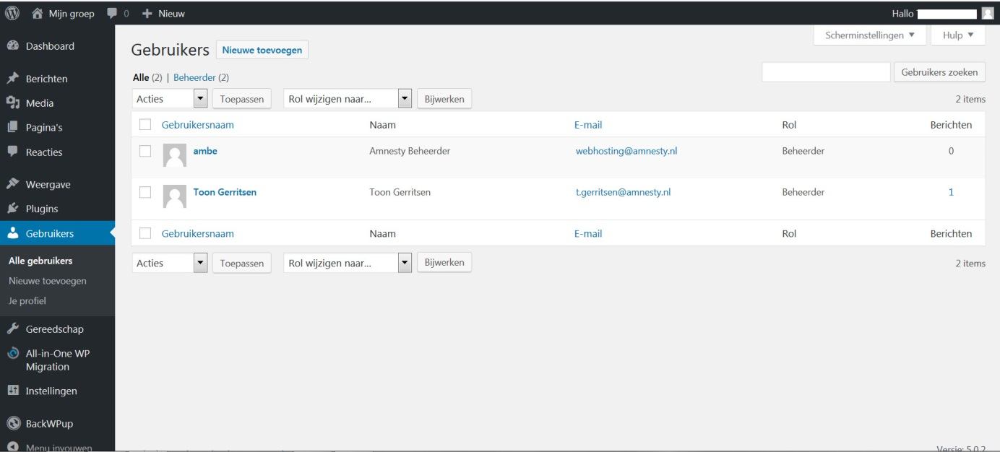 Mijn groep 0 + Nieuw Hallo
Dashboard
Berichten
Media
Pagina's
Reacties
Weergave
Plugins
Gebruikers
Alle gebruikers
Nieuwe toevoegen
Je profiel
Gereedschap
All-in-One WP
Migration
Instellingen
BackWPup
Menu invouwen
Scherminstellingen ▼ Hulp ▼
Gebruikers Nieuwe toevoegen
Alle (2) | Beheerder (2)
Gebruikers zoeken
Acties Toepassen Rol wijzigen naar... Bijwerken 2 items
Gebruikersnaam Naam E-mail Rol Berichten
ambe Amnesty Beheerder webhosting@amnesty.nl Beheerder 0
Toon Gerritsen Toon Gerritsen t.gerritsen@amnesty.nl Beheerder 1
Gebruikersnaam Naam E-mail Rol Berichten
Acties Toepassen Rol wijzigen naar... Bijwerken 2 items
Versie: 5.0.2